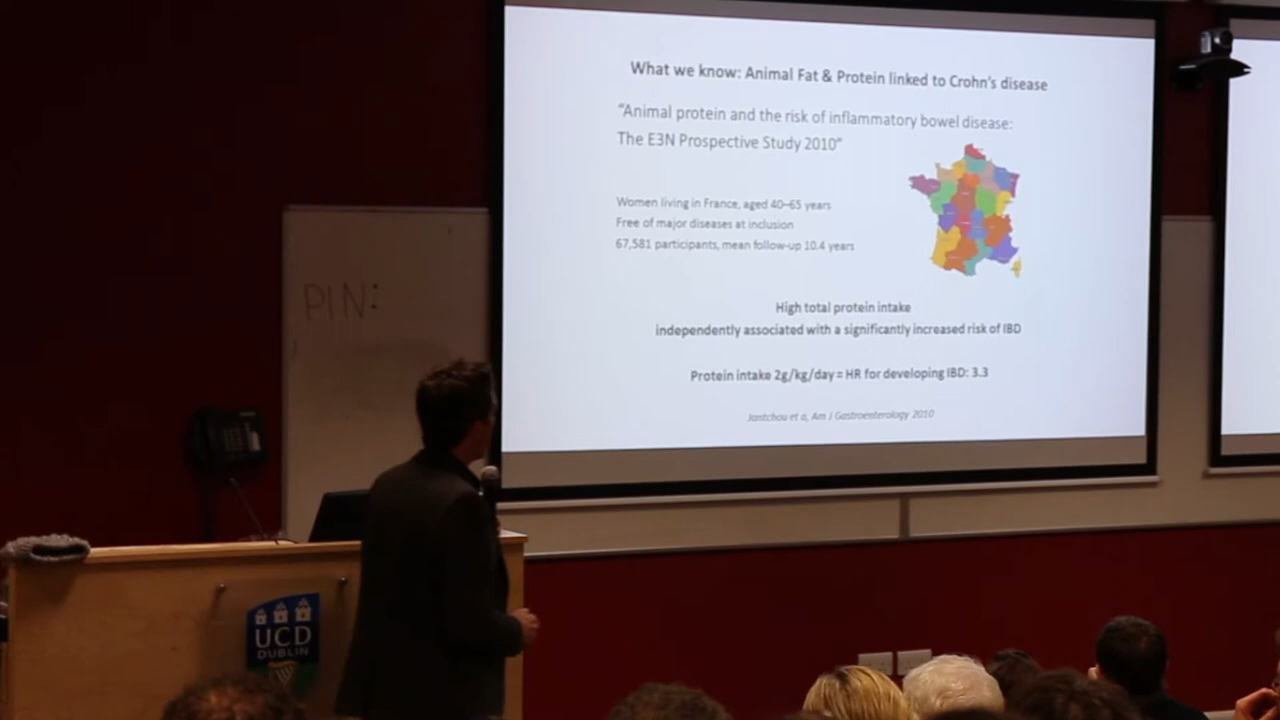 What we know: Animal Fat & Protein linked to Crohn's disease
"Animal protein and the risk of inflammatory bowel disease:
The E3N Prospective Study 2010"
Women living in France, aged 40–65 years
Free of major diseases at inclusion
67,581 participants, mean follow-up 10.4 years
High total protein intake
independently associated with a significantly increased risk of IBD
Protein intake 2g/kg/day = HR for developing IBD: 3.3
Jantchou et a, Am J Gastroenterology 2010
PIN:
UCD
DUBLIN